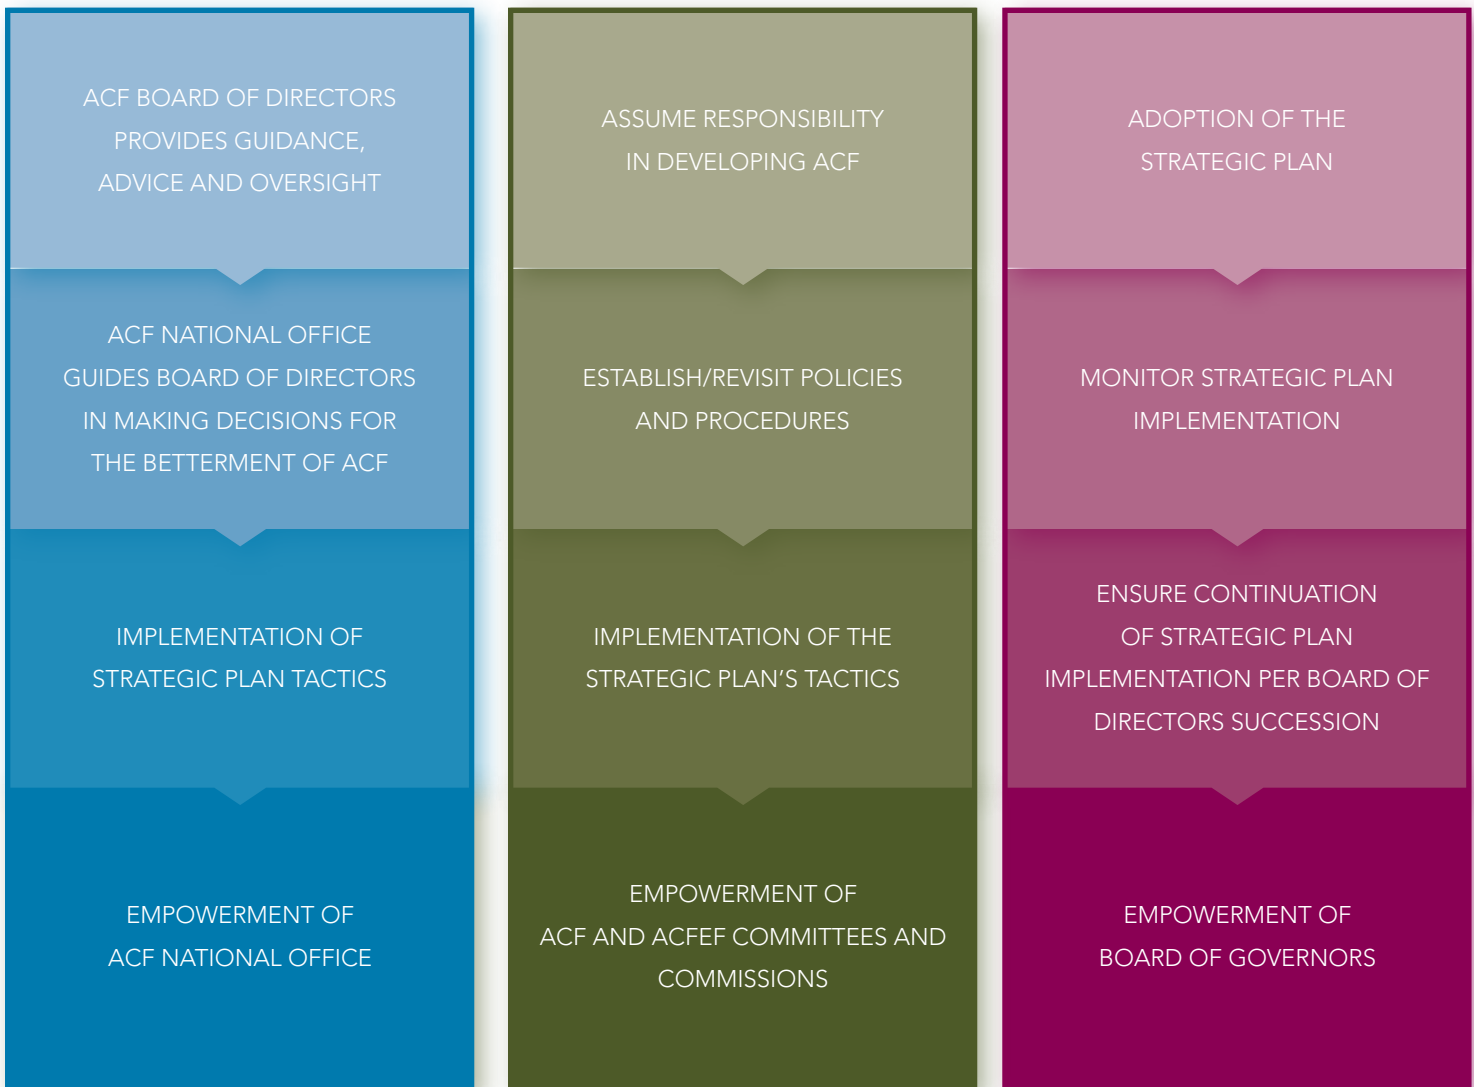 ACF BOARD OF DIRECTORS
PROVIDES GUIDANCE,
ADVICE AND OVERSIGHT
ACF NATIONAL OFFICE
GUIDES BOARD OF DIRECTORS
IN MAKING DECISIONS FOR
THE BETTERMENT OF ACF
IMPLEMENTATION OF
STRATEGIC PLAN TACTICS
EMPOWERMENT OF
ACF NATIONAL OFFICE
ASSUME RESPONSIBILITY
IN DEVELOPING ACF
ESTABLISH/REVISIT POLICIES
AND PROCEDURES
IMPLEMENTATION OF THE
STRATEGIC PLAN’S TACTICS
EMPOWERMENT OF
ACF AND ACFEF COMMITTEES AND
COMMISSIONS
ADOPTION OF THE
STRATEGIC PLAN
MONITOR STRATEGIC PLAN
IMPLEMENTATION
ENSURE CONTINUATION
OF STRATEGIC PLAN
IMPLEMENTATION PER BOARD OF
DIRECTORS SUCCESSION
EMPOWERMENT OF
BOARD OF GOVERNORS